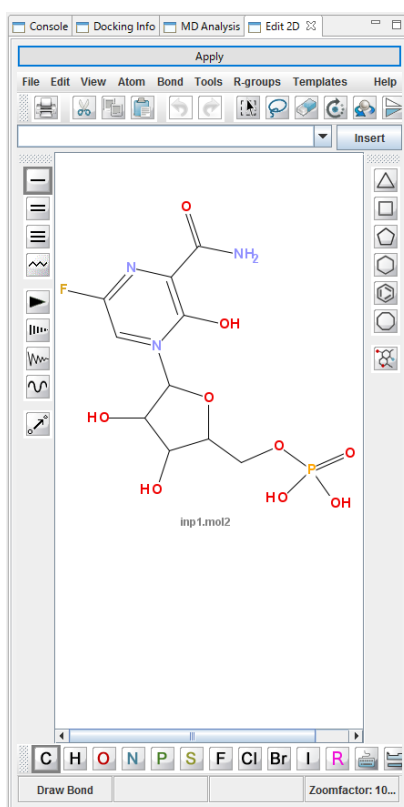 Console Docking Info MD Analysis Edit 2D
Apply
File Edit View Atom Bond Tools R-groups Templates Help
Insert
O
NH2
N
F
OH
N
O
HO
O
O
P
HO
HO
OH
inp1.mol2
C H O N P S F Cl Br I R
Draw Bond Zoomfactor: 10...